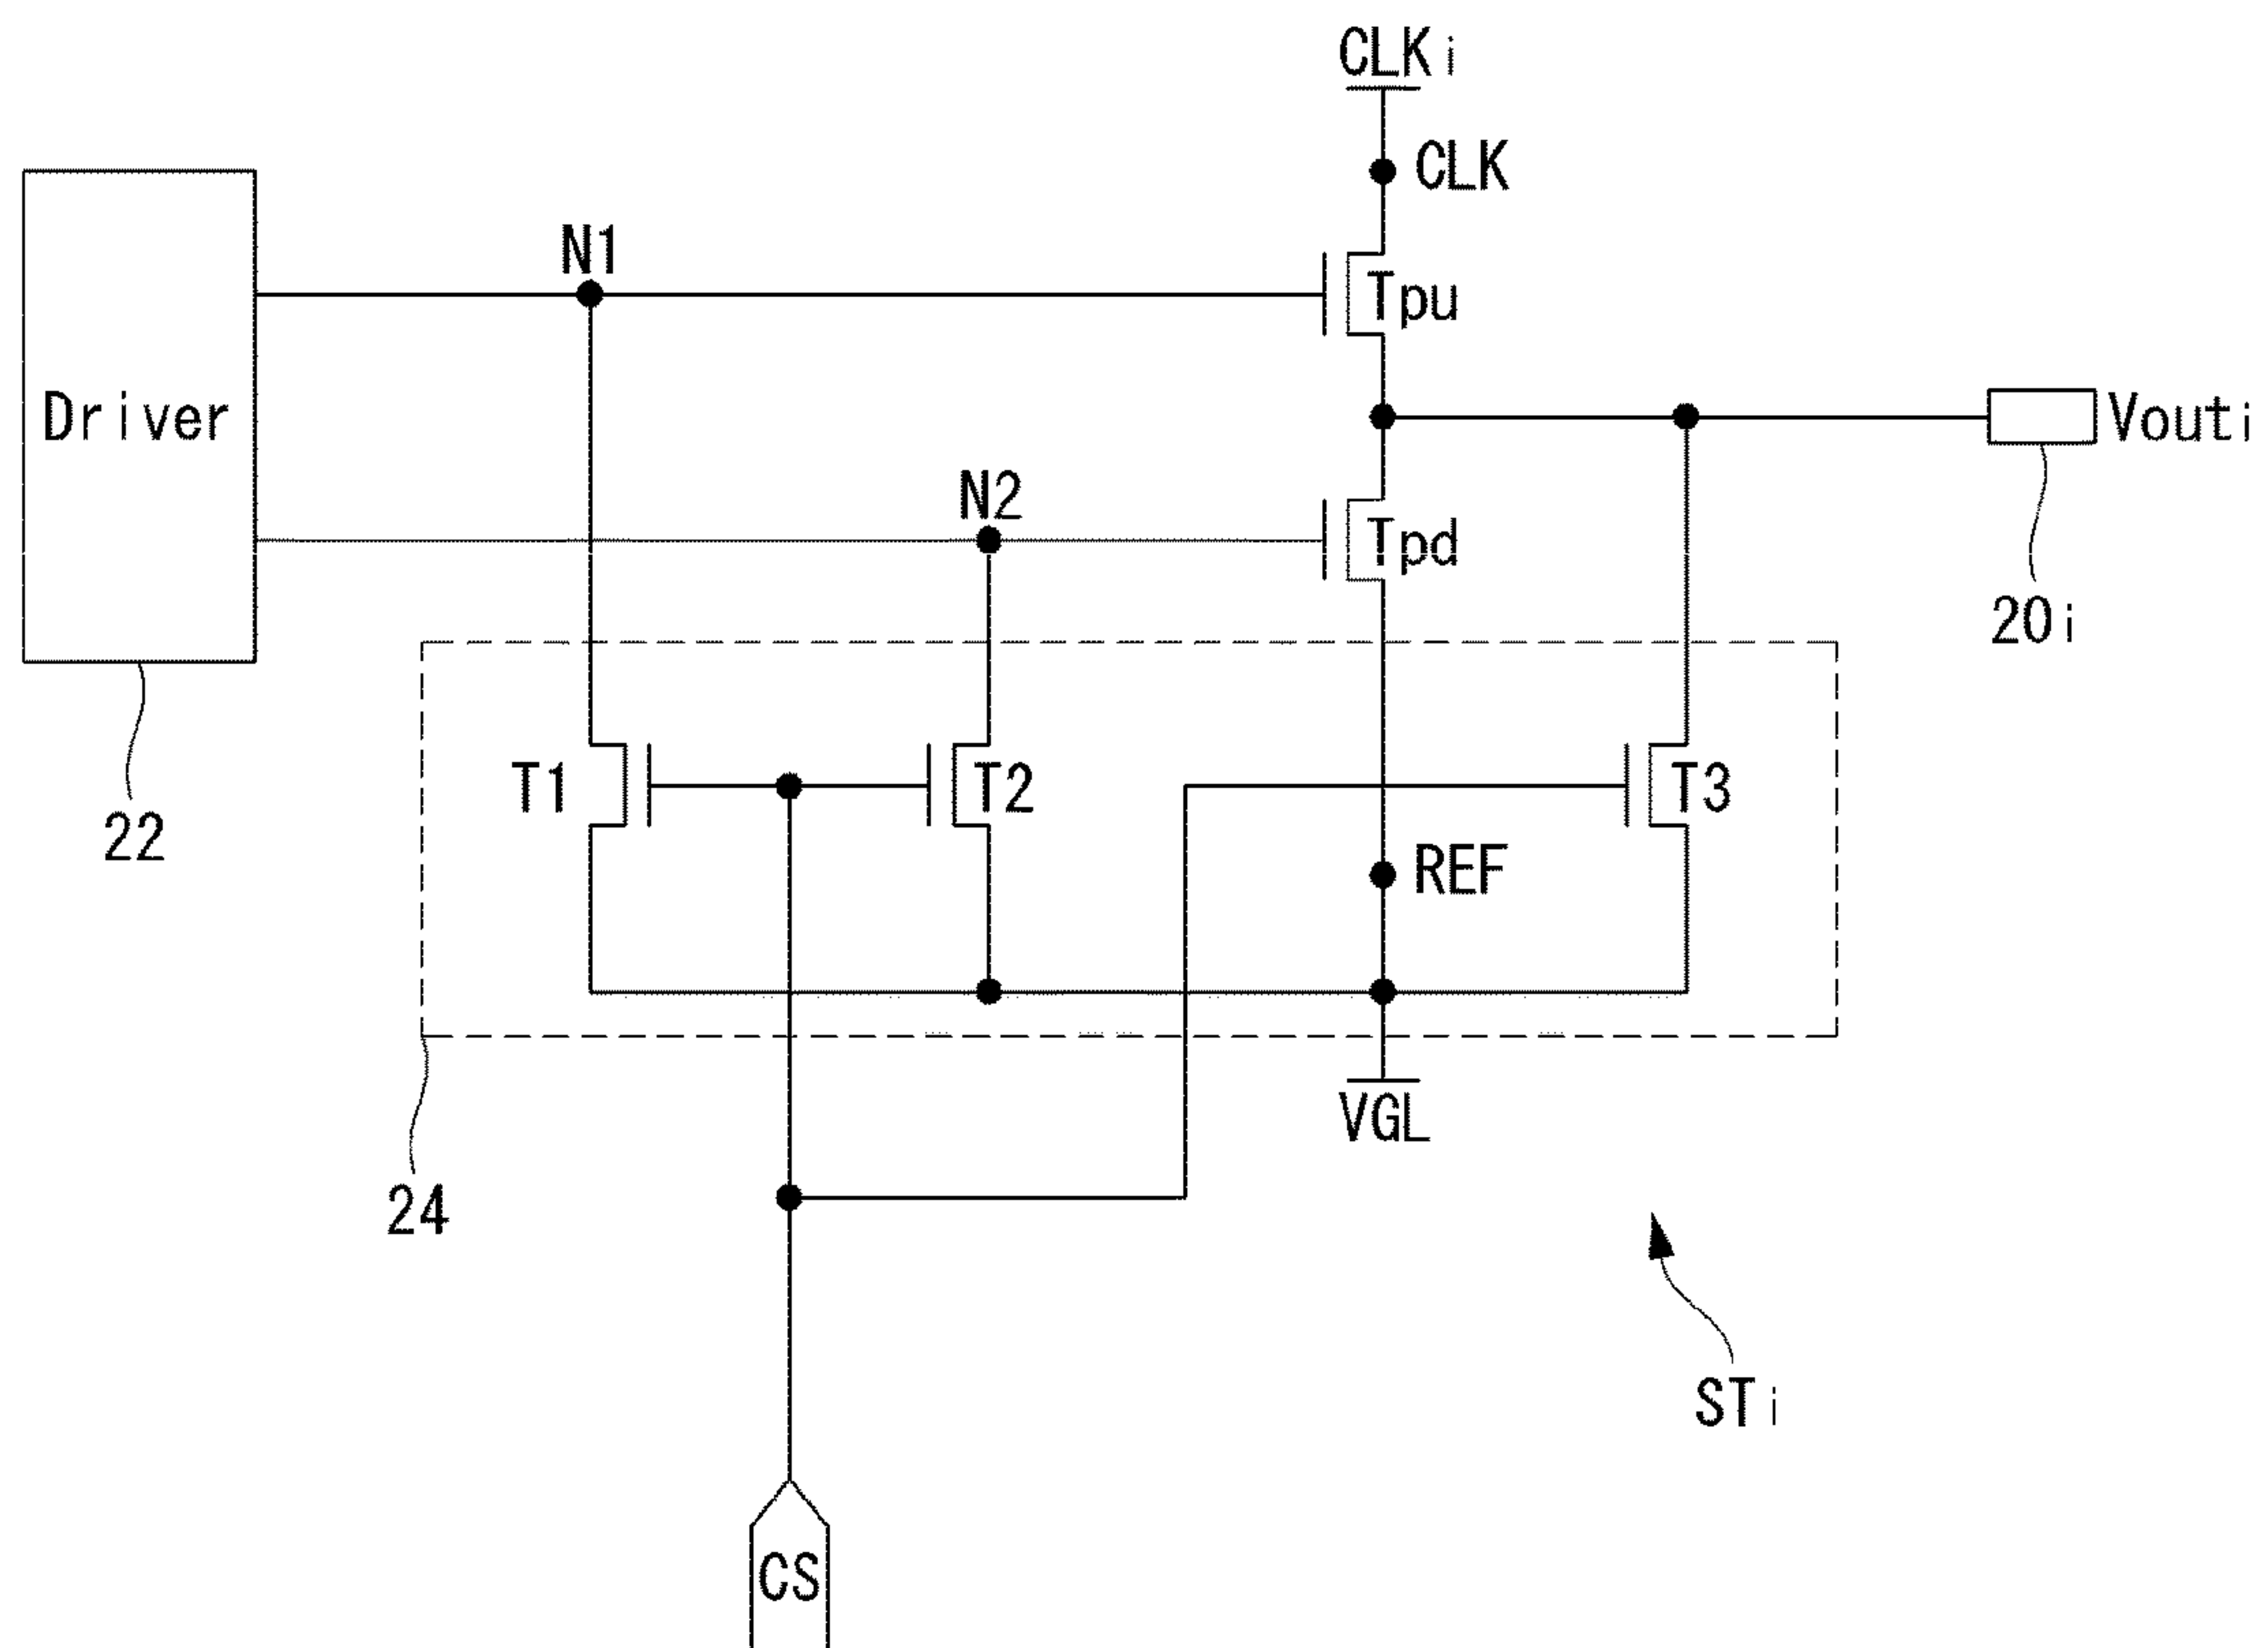 CLKi
CLK
N1
Tpu
Driver
Vouti
N2
Tpd
20i
T1
T2
T3
22
REF
VGL
24
STi
CS